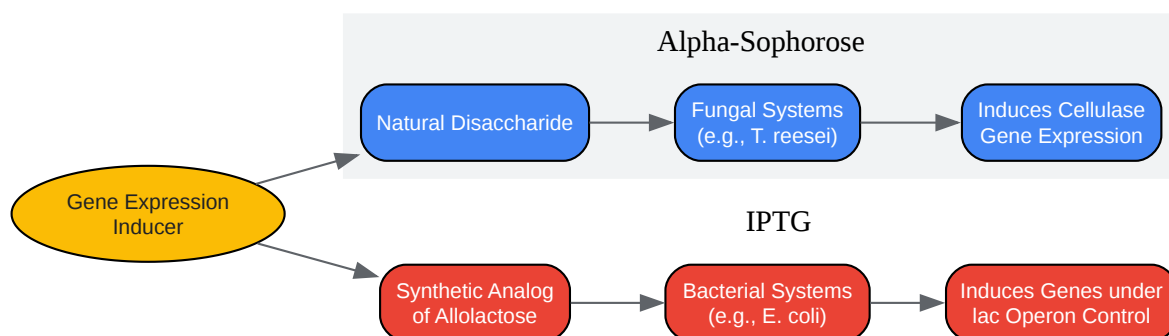 Alpha-Sophorose
Natural Disaccharide
Fungal Systems
(e.g., T. reesei)
Induces Cellulase
Gene Expression
Gene Expression
Inducer
IPTG
Synthetic Analog
of Allolactose
Bacterial Systems
(e.g., E. coli)
Induces Genes under
lac Operon Control